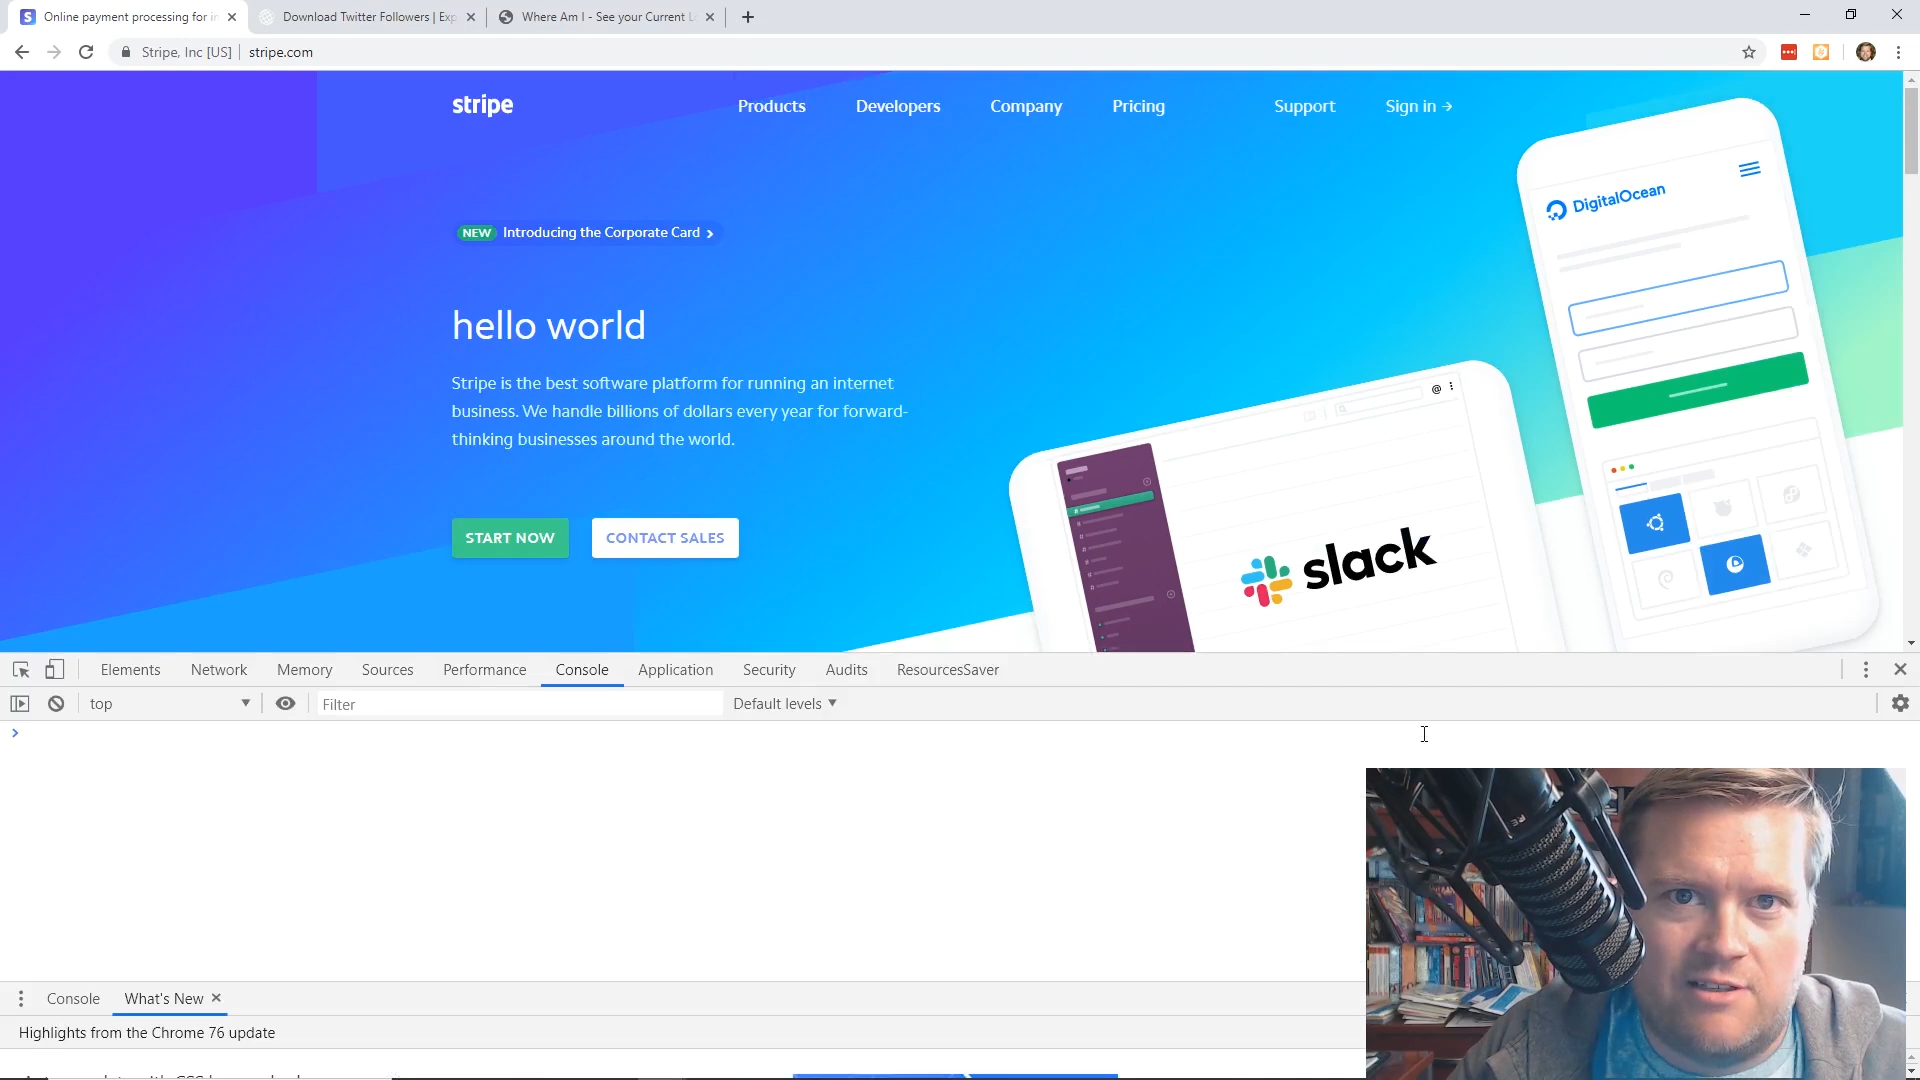 Online payment processing for in
Download Twitter Followers | Exp
Where Am I - See your Current L
Stripe, Inc [US]
stripe.com
stripe
Products
Developers
Company
Pricing
Support
Sign in →
NEW
Introducing the Corporate Card
hello world
Stripe is the best software platform for running an internet
business. We handle billions of dollars every year for forward-
thinking businesses around the world.
START NOW
CONTACT SALES
DigitalOcean
slack
Elements
Network
Memory
Sources
Performance
Console
Application
Security
Audits
ResourcesSaver
top
Filter
Default levels
Console
What's New
Highlights from the Chrome 76 update
RE